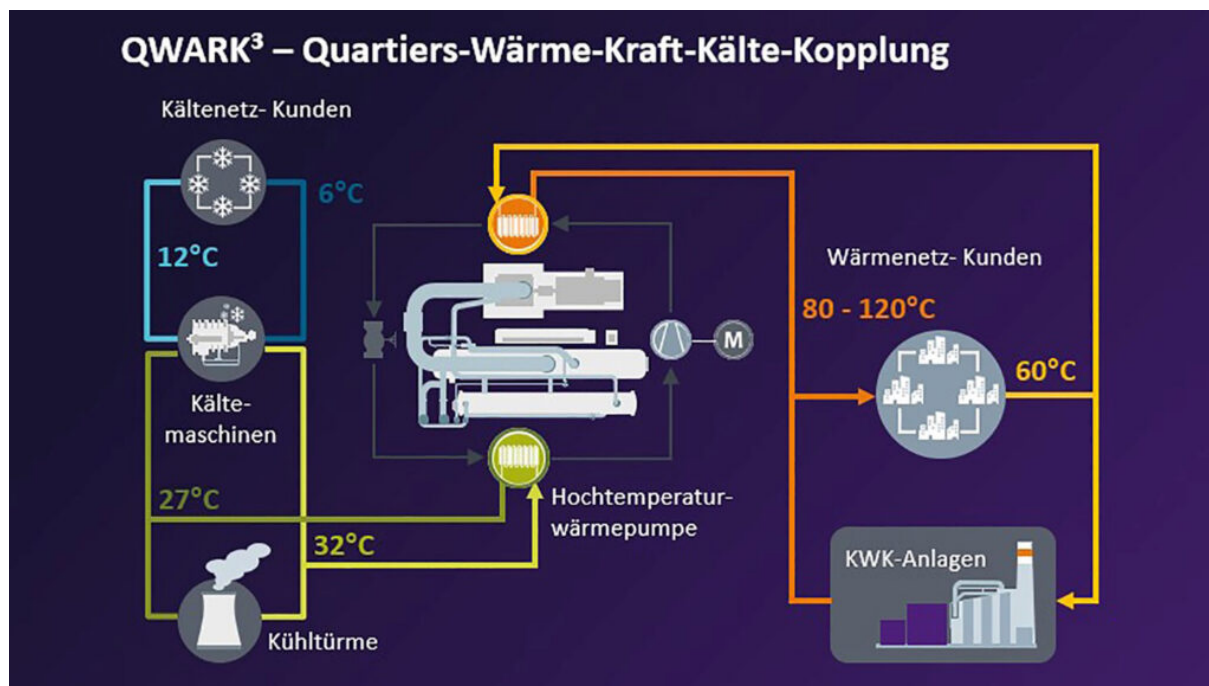 QWARK³ – Quartiers-Wärme-Kraft-Kälte-Kopplung
Kältenetz- Kunden
6°C
12°C
Wärmenetz- Kunden
80 - 120°C
M
60°C
Kälte-
maschinen
27°C
Hochtemperatur-
wärmepumpe
32°C
KWK-Anlagen
Kühltürme